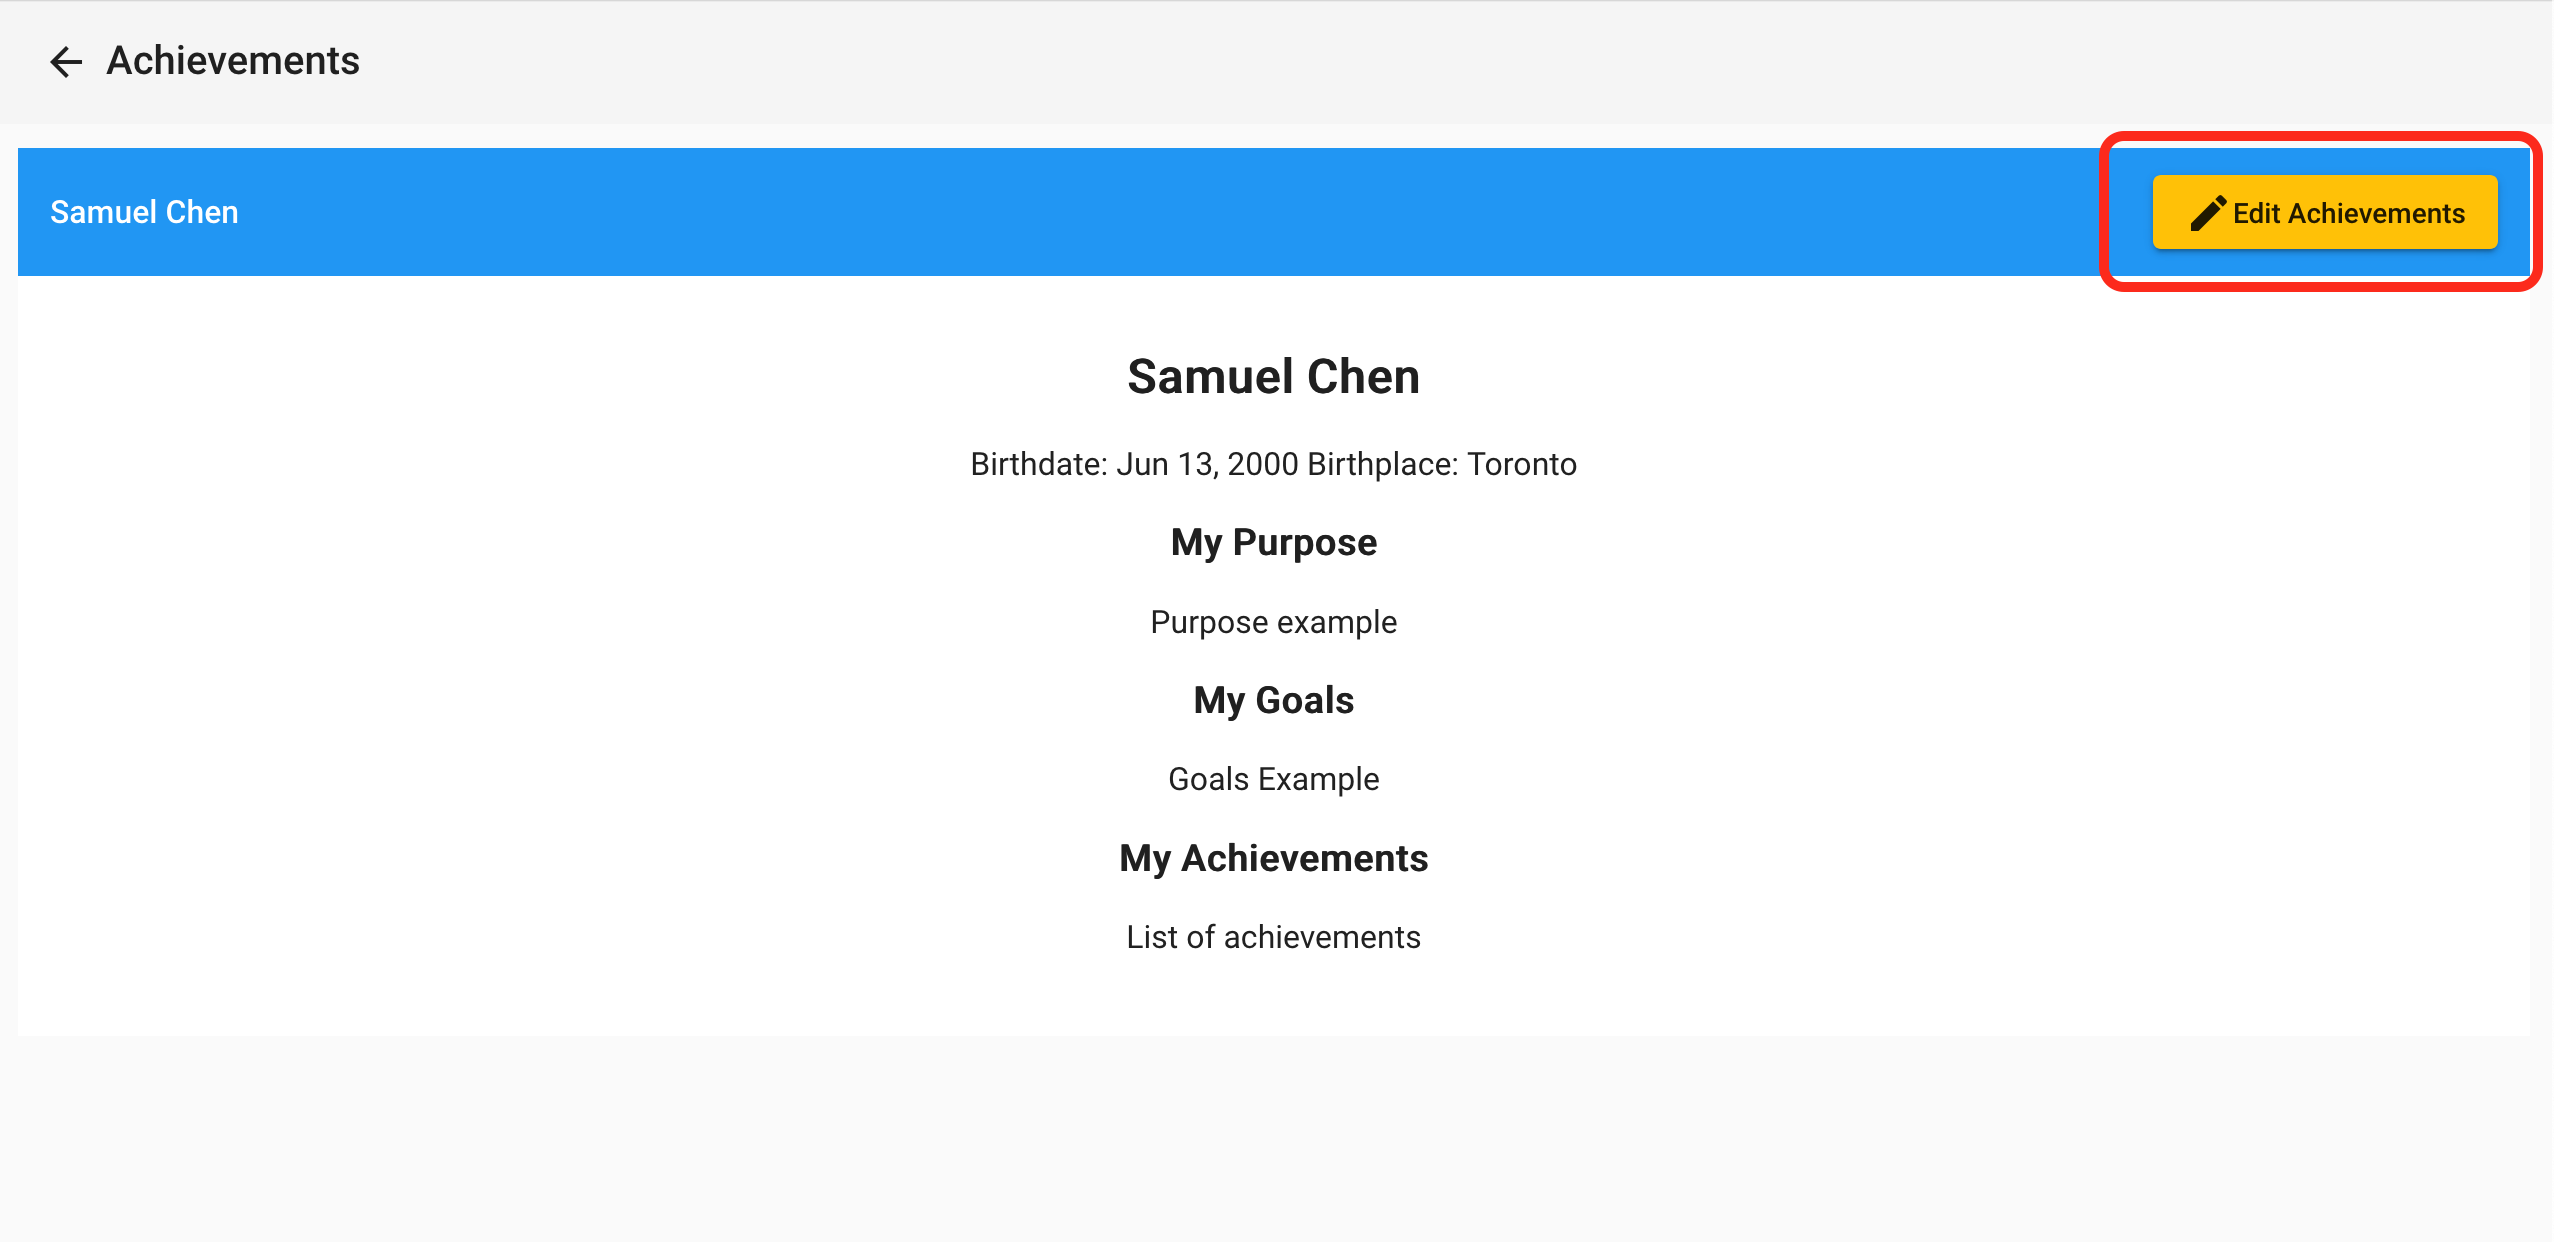 Achievements
Samuel Chen
Edit Achievements
Samuel Chen
Birthdate: Jun 13, 2000 Birthplace: Toronto
My Purpose
Purpose example
My Goals
Goals Example
My Achievements
List of achievements